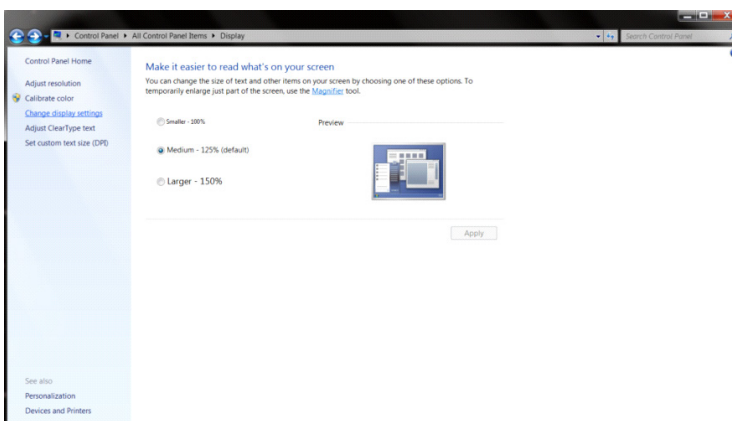 Control Panel All Control Panel Items Display
Search Control Panel
Control Panel Home
Adjust resolution
Calibrate color
Change display settings
Adjust ClearType text
Set custom text size (DPI)
Make it easier to read what's on your screen
You can change the size of text and other items on your screen by choosing one of these options. To
temporarily enlarge just part of the screen, use the Magnifier tool.
Smaller - 100%
Preview
Medium - 125% (default)
Larger - 150%
Apply
See also
Personalization
Devices and Printers